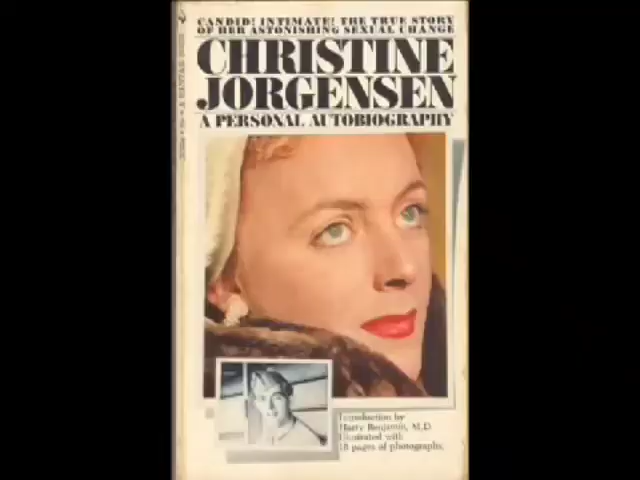 CANDID! INTIMATE! THE TRUE STORY
OF HER ASTONISHING SEXUAL CHANGE
CHRISTINE
JORGENSEN
A PERSONAL AUTOBIOGRAPHY
Introduction by
Harry Benjamin, M.D.
Illustrated with
18 pages of photographs.